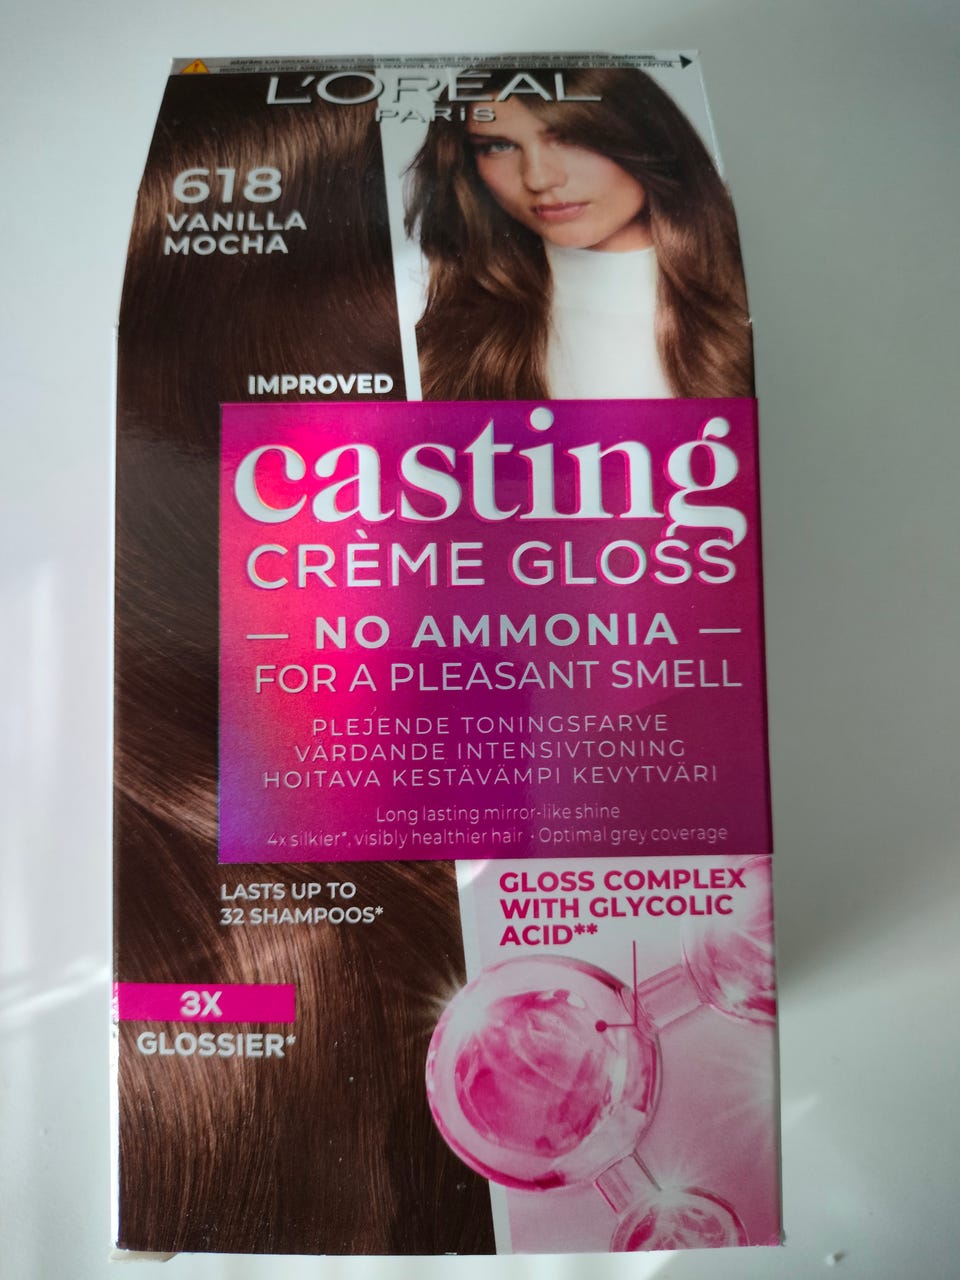 L'ORÉAL
PARIS
618
VANILLA
MOCHA
IMPROVED
casting
CRÈME GLOSS
— NO AMMONIA —
FOR A PLEASANT SMELL
PLEJENDE TONINGSFARVE
VÅRDANDE INTENSIVTONING
HOITAVA KESTÄVÄMPI KEVYTVÄRI
Long lasting mirror-like shine
4x silkier*, visibly healthier hair · Optimal grey coverage
LASTS UP TO
32 SHAMPOOS*
GLOSS COMPLEX
WITH GLYCOLIC
ACID**
3X
GLOSSIER*